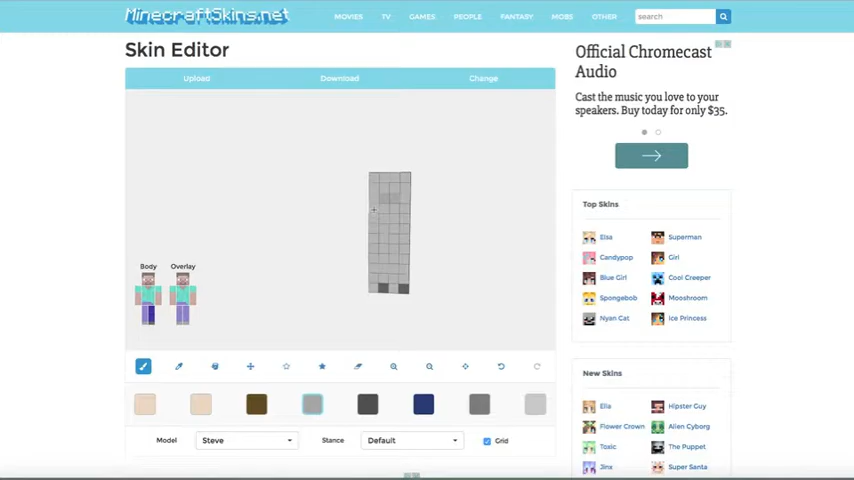 MinecraftSkins.net
MOVIES TV GAMES PEOPLE FANTASY MOBS OTHER
search
Skin Editor
Upload Download Change
Official Chromecast
Audio
Cast the music you love to your
speakers. Buy today for only $35.
Body Overlay
Top Skins
Elsa Superman
Candypop Girl
Blue Girl Cool Creeper
Spongebob Mooshroom
Nyan Cat Ice Princess
New Skins
Ella Hipster Guy
Flower Crown Alien Cyborg
Toxic The Puppet
Jinx Super Santa
Model Steve Stance Default Grid